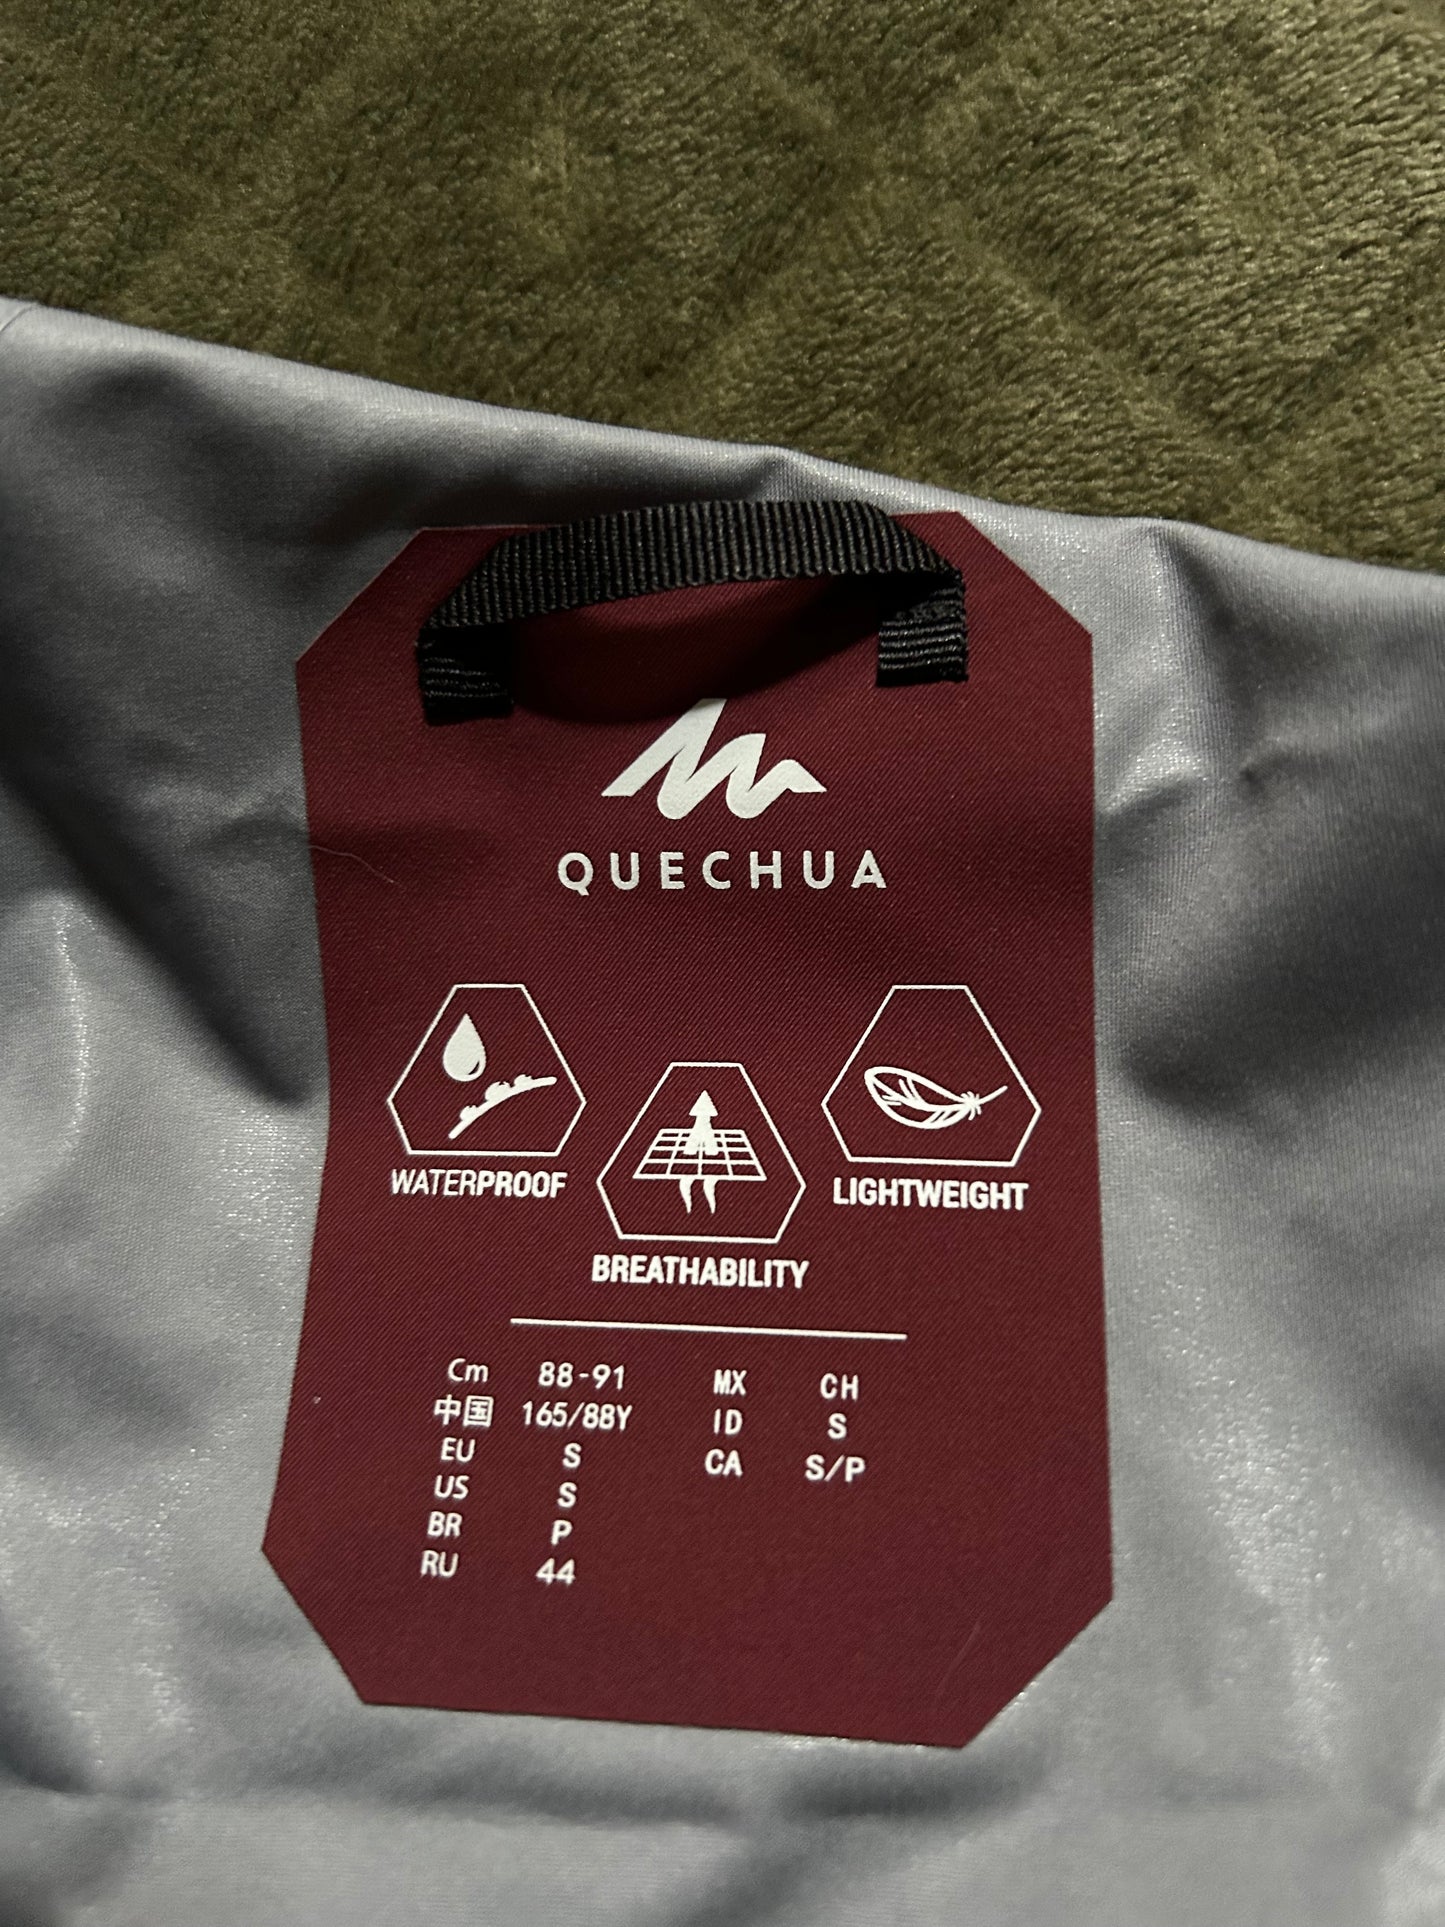 QUECHUA
WATERPROOF
BREATHABILITY
LIGHTWEIGHT
Cm 88-91
中国 165/88Y
EU S
US S
BR P
RU 44
MX CH
ID S
CA S/P